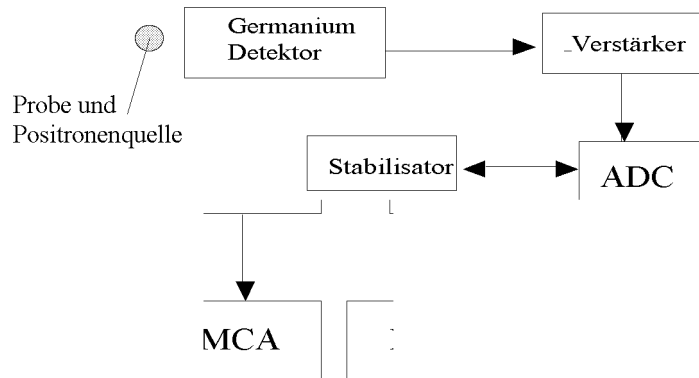 Germanium
Detektor
Verstärker
Probe und
Positronenquelle
Stabilisator
ADC
MCA